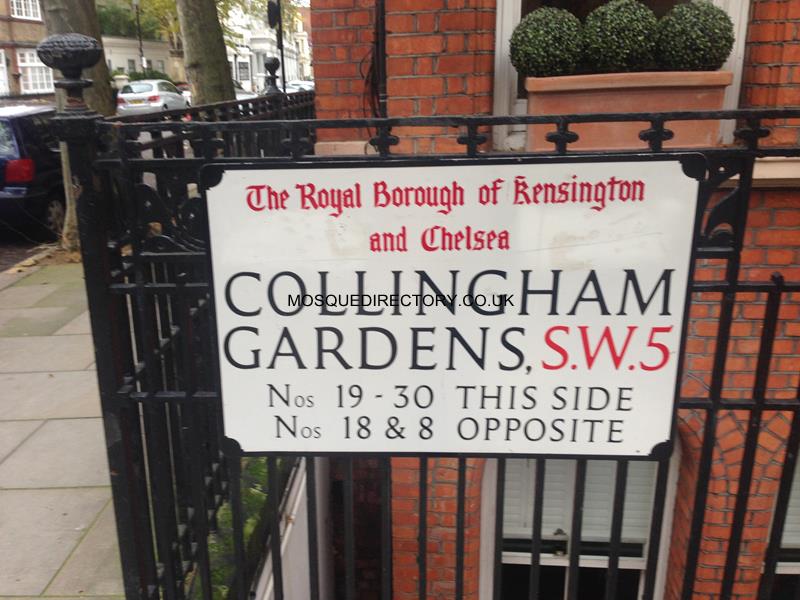 The Royal Borough of Kensington
and Chelsea
COLLINGHAM
MOSQUEDIRECTORY.CO.UK
GARDENS, S.W.5
Nos 19 - 30 THIS SIDE
Nos 18 & 8 OPPOSITE